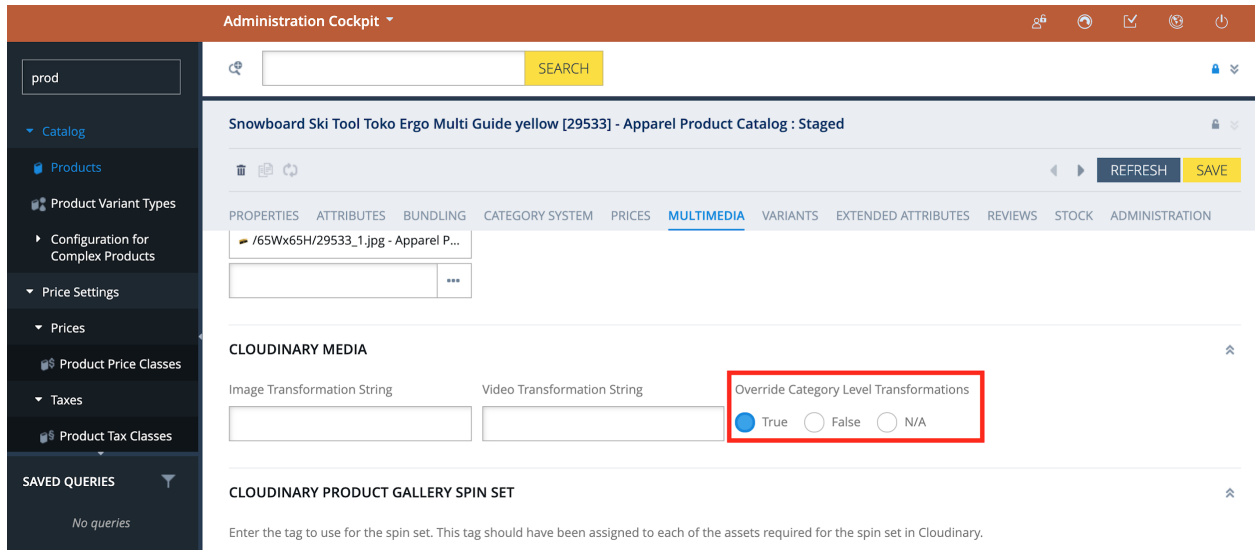 Administration Cockpit
prod
SEARCH
Catalog
Products
Product Variant Types
Configuration for
Complex Products
Price Settings
Prices
Product Price Classes
Taxes
Product Tax Classes
SAVED QUERIES
No queries
Snowboard Ski Tool Toko Ergo Multi Guide yellow [29533] - Apparel Product Catalog : Staged
REFRESH SAVE
PROPERTIES ATTRIBUTES BUNDLING CATEGORY SYSTEM PRICES MULTIMEDIA VARIANTS EXTENDED ATTRIBUTES REVIEWS STOCK ADMINISTRATION
/65Wx65H/29533_1.jpg - Apparel P...
CLOUDINARY MEDIA
Image Transformation String Video Transformation String Override Category Level Transformations
True False N/A
CLOUDINARY PRODUCT GALLERY SPIN SET
Enter the tag to use for the spin set. This tag should have been assigned to each of the assets required for the spin set in Cloudinary.